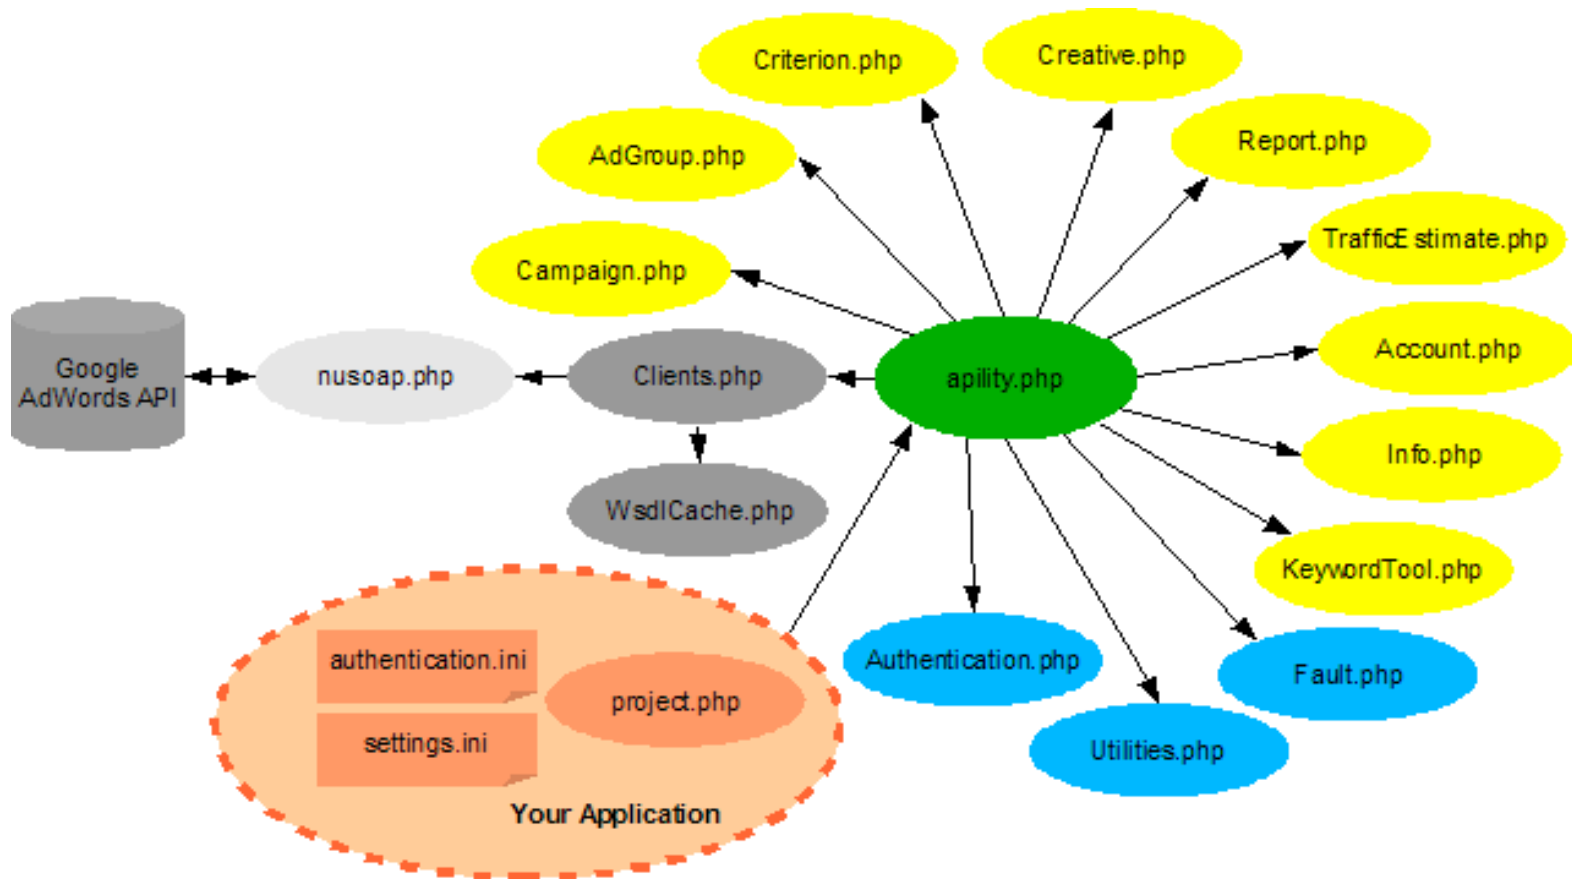 Criterion.php
Creative.php
AdGroup.php
Report.php
Campaign.php
TrafficEstimate.php
Google
AdWords API
nusoap.php
Clients.php
apility.php
Account.php
Info.php
WsdlCache.php
KeywordTool.php
authentication.ini
project.php
settings.ini
Your Application
Authentication.php
Fault.php
Utilities.php